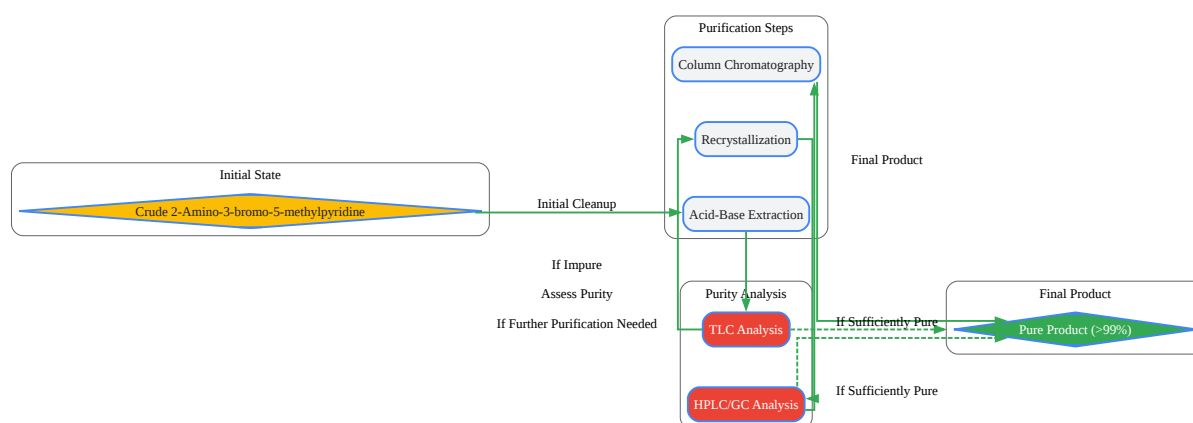 Purification Steps
Column Chromatography
Recrystallization
Final Product
Initial State
Crude 2-Amino-3-bromo-5-methylpyridine
Initial Cleanup
Acid-Base Extraction
If Impure
Assess Purity
If Further Purification Needed
Purity Analysis
TLC Analysis
If Sufficiently Pure
Final Product
Pure Product (>99%)
HPLC/GC Analysis
If Sufficiently Pure